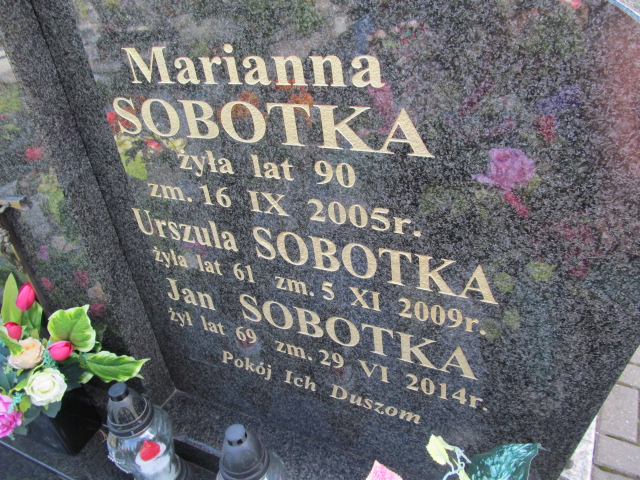 Marianna
SOBOTKA
żyła lat 90
zm. 16 IX 2005r.
Urszula SOBOTKA
żyła lat 61 zm. 5 XI 2009r.
Jan SOBOTKA
żył lat 69 zm. 29 VI 2014r.
Pokój Ich Duszom